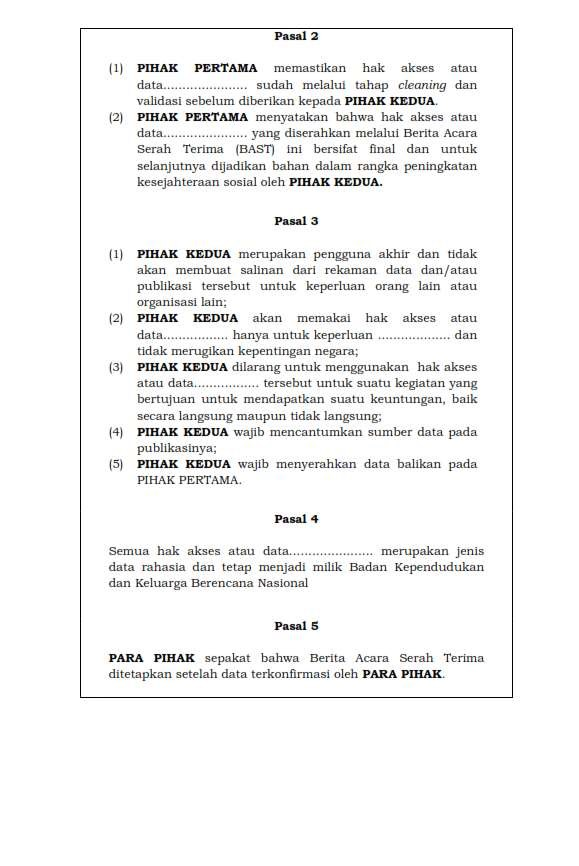 Pasal 2
(1) PIHAK PERTAMA memastikan hak akses atau
data...................... sudah melalui tahap cleaning dan
validasi sebelum diberikan kepada PIHAK KEDUA.
(2) PIHAK PERTAMA menyatakan bahwa hak akses atau
data...................... yang diserahkan melalui Berita Acara
Serah Terima (BAST) ini bersifat final dan untuk
selanjutnya dijadikan bahan dalam rangka peningkatan
kesejahteraan sosial oleh PIHAK KEDUA.
Pasal 3
(1) PIHAK KEDUA merupakan pengguna akhir dan tidak
akan membuat salinan dari rekaman data dan/atau
publikasi tersebut untuk keperluan orang lain atau
organisasi lain;
(2) PIHAK KEDUA akan memakai hak akses atau
data................. hanya untuk keperluan ................... dan
tidak merugikan kepentingan negara;
(3) PIHAK KEDUA dilarang untuk menggunakan hak akses
atau data................. tersebut untuk suatu kegiatan yang
bertujuan untuk mendapatkan suatu keuntungan, baik
secara langsung maupun tidak langsung;
(4) PIHAK KEDUA wajib mencantumkan sumber data pada
publikasinya;
(5) PIHAK KEDUA wajib menyerahkan data balikan pada
PIHAK PERTAMA.
Pasal 4
Semua hak akses atau data...................... merupakan jenis
data rahasia dan tetap menjadi milik Badan Kependudukan
dan Keluarga Berencana Nasional
Pasal 5
PARA PIHAK sepakat bahwa Berita Acara Serah Terima
ditetapkan setelah data terkonfirmasi oleh PARA PIHAK.